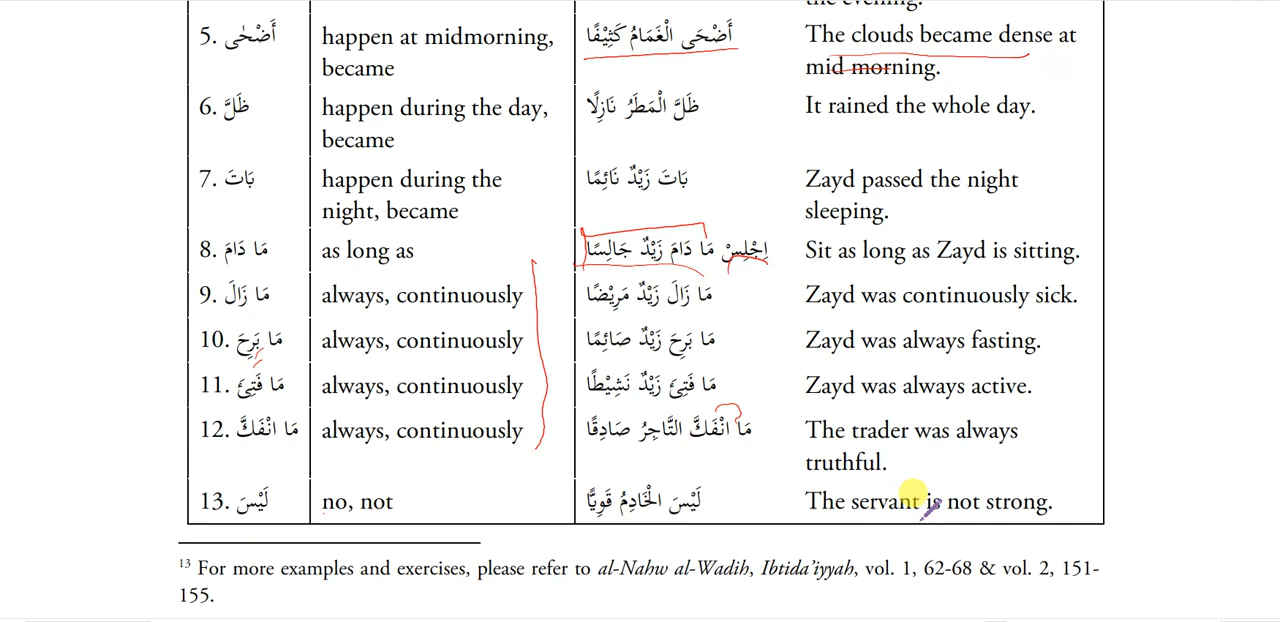 the evening.
5. أَضْحٰى happen at midmorning, أَضْحَى الْغَمَامُ كَثِيْفًا The clouds became dense at
became mid morning.
6. ظَلَّ happen during the day, ظَلَّ الْمَطَرُ نَازِلًا It rained the whole day.
became
7. بَاتَ happen during the بَاتَ زَيْدٌ نَائِمًا Zayd passed the night
night, became sleeping.
8. مَا دَامَ as long as اِجْلِسْ مَا دَامَ زَيْدٌ جَالِسًا Sit as long as Zayd is sitting.
9. مَا زَالَ always, continuously مَا زَالَ زَيْدٌ مَرِيْضًا Zayd was continuously sick.
10. مَا بَرِحَ always, continuously مَا بَرِحَ زَيْدٌ صَائِمًا Zayd was always fasting.
11. مَا فَتِئَ always, continuously مَا فَتِئَ زَيْدٌ نَشِيْطًا Zayd was always active.
12. مَا انْفَكَّ always, continuously مَا انْفَكَّ التَّاجِرُ صَادِقًا The trader was always
truthful.
13. لَيْسَ no, not لَيْسَ الْخَادِمُ قَوِيًّا The servant is not strong.
13 For more examples and exercises, please refer to al-Nahw al-Wadih, Ibtida'iyyah, vol. 1, 62-68 & vol. 2, 151-
155.